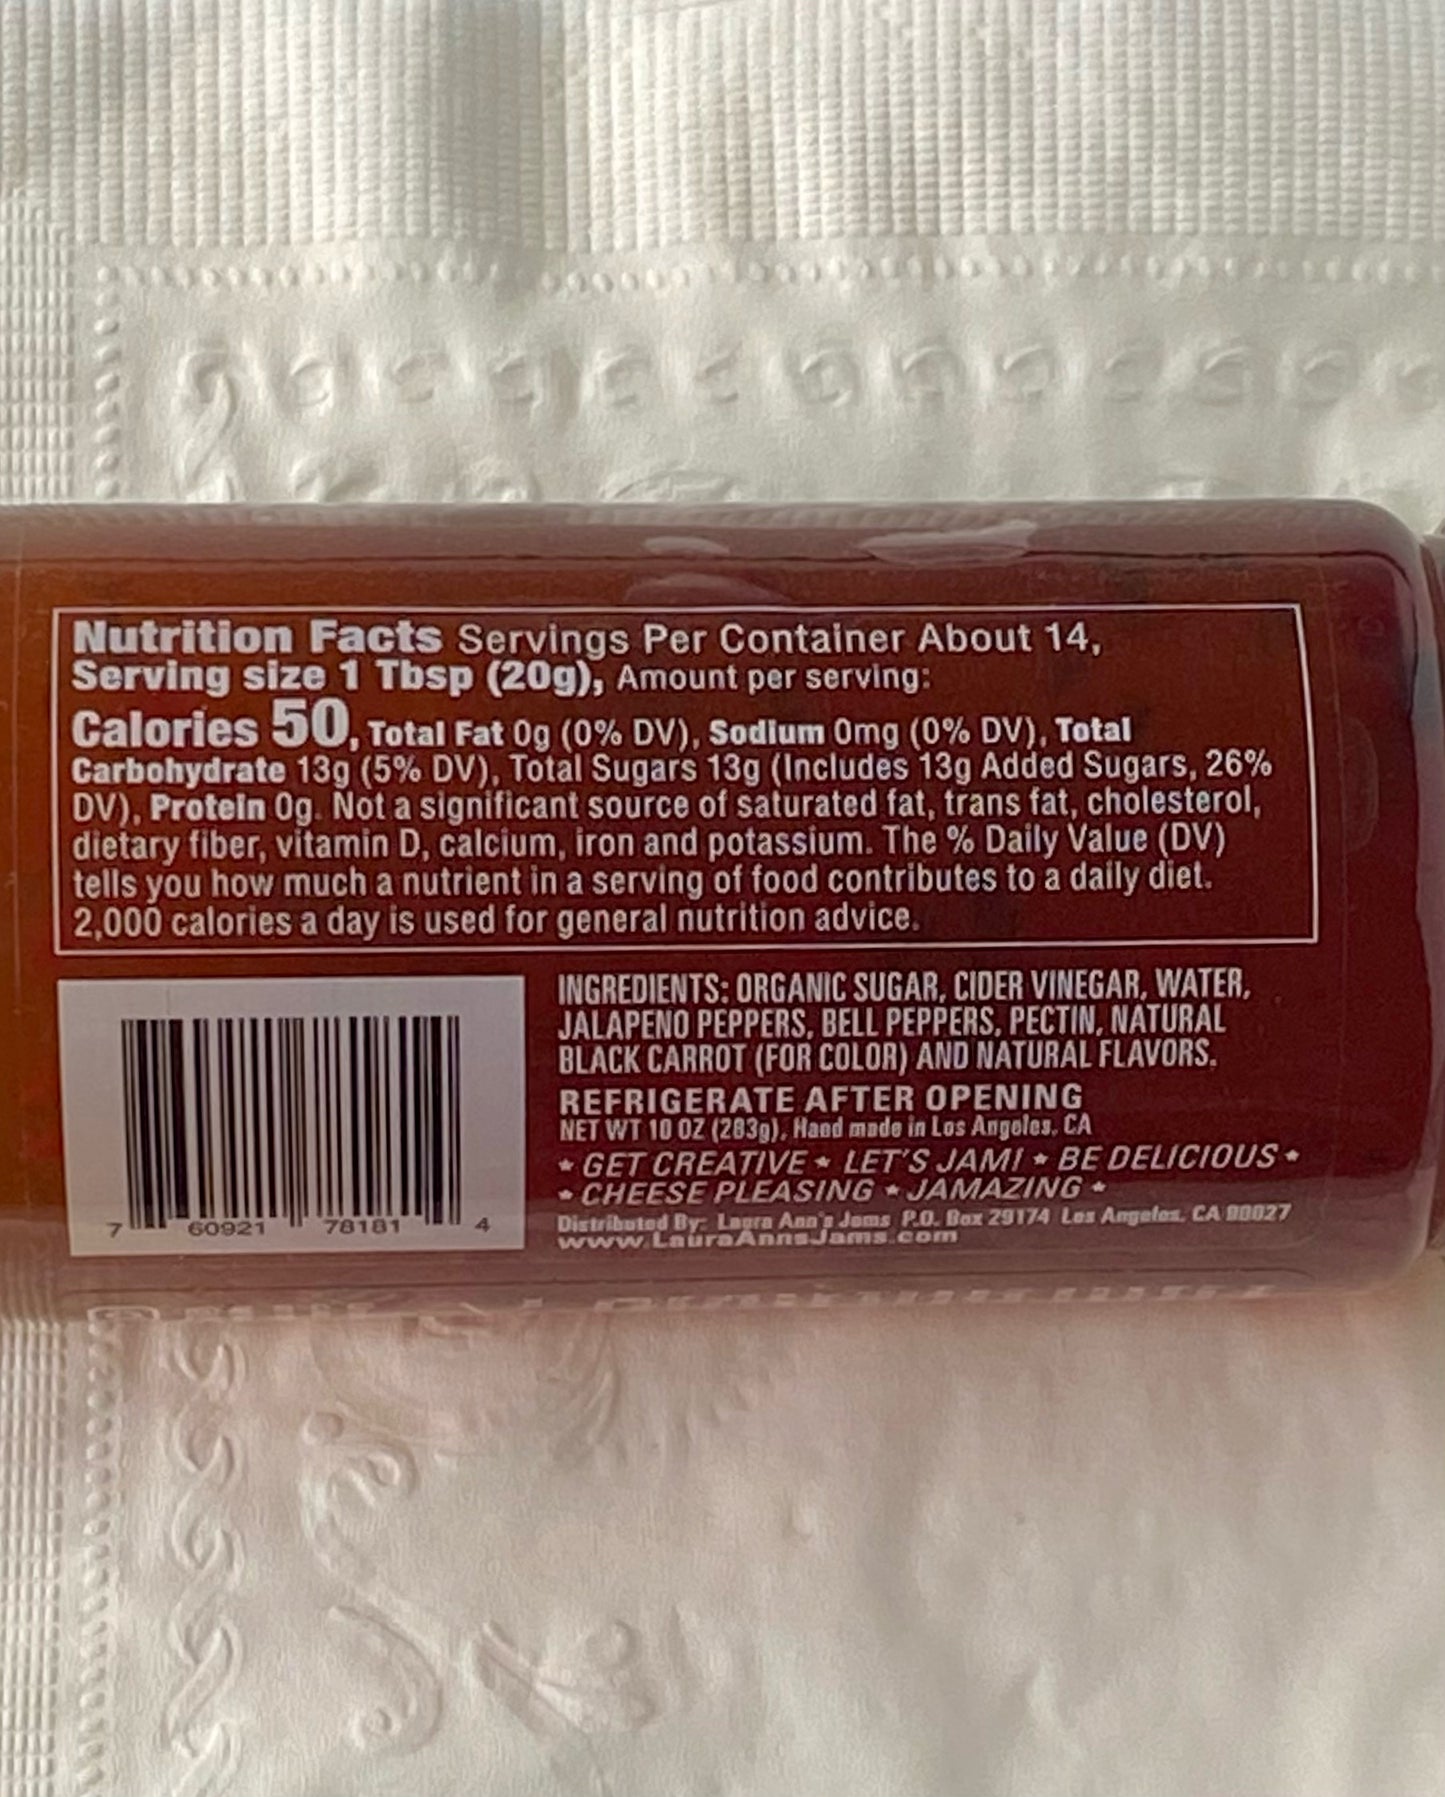 Nutrition Facts Servings Per Container About 14,
Serving size 1 Tbsp (20g), Amount per serving:
Calories 50, Total Fat 0g (0% DV), Sodium 0mg (0% DV), Total
Carbohydrate 13g (5% DV), Total Sugars 13g (Includes 13g Added Sugars, 26%
DV), Protein 0g. Not a significant source of saturated fat, trans fat, cholesterol,
dietary fiber, vitamin D, calcium, iron and potassium. The % Daily Value (DV)
tells you how much a nutrient in a serving of food contributes to a daily diet.
2,000 calories a day is used for general nutrition advice.
INGREDIENTS: ORGANIC SUGAR, CIDER VINEGAR, WATER,
JALAPENO PEPPERS, BELL PEPPERS, PECTIN, NATURAL
BLACK CARROT (FOR COLOR) AND NATURAL FLAVORS.
REFRIGERATE AFTER OPENING
NET WT 10 OZ (283g), Hand made in Los Angeles, CA
* GET CREATIVE * LET'S JAM! * BE DELICIOUS *
* CHEESE PLEASING * JAMAZING *
Distributed By: Laura Ann's Jams P.O. Box 29174 Los Angeles, CA 90027
www.LauraAnnsJams.com
7 60921 78181 4